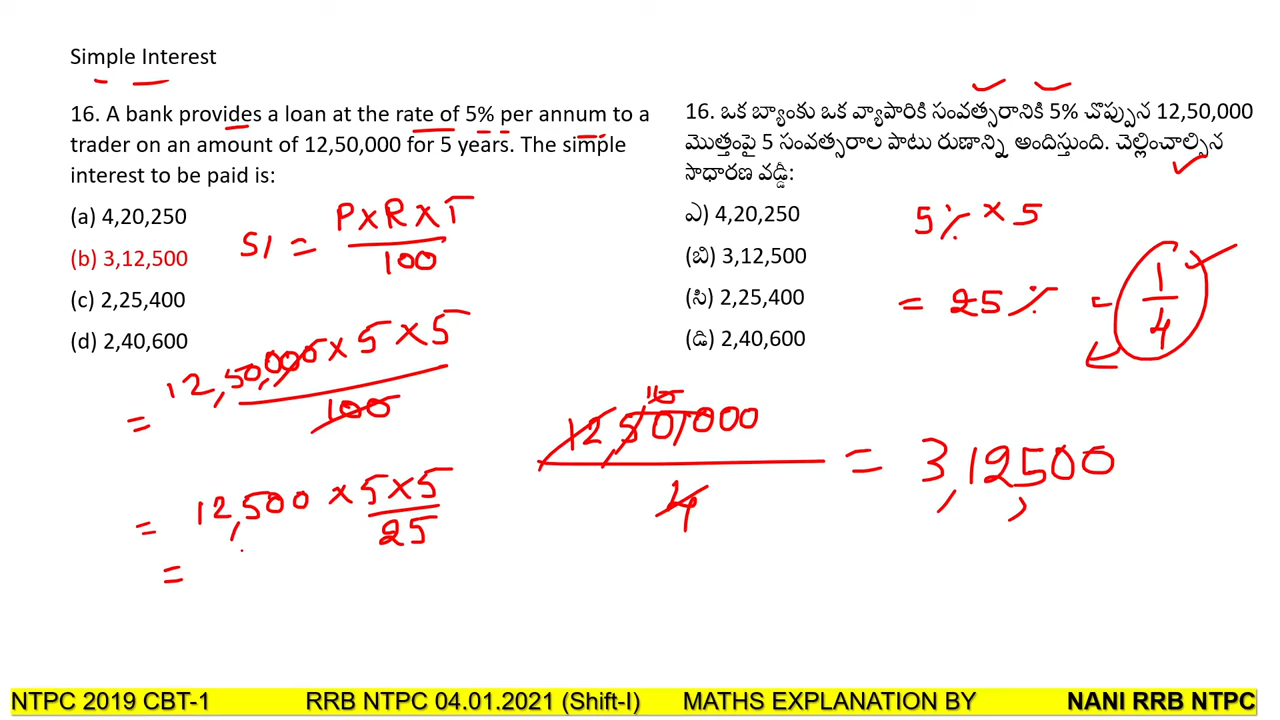 Simple Interest
16. A bank provides a loan at the rate of 5% per annum to a
trader on an amount of 12,50,000 for 5 years. The simple
interest to be paid is:
(a) 4,20,250
(b) 3,12,500
(c) 2,25,400
(d) 2,40,600
SI = P×R×T
100
= 12,50,000 × 5 × 5
100
= 12,500 × 5×5
25
=
16. ఒక బ్యాంకు ఒక వ్యాపారికి సంవత్సరానికి 5% చొప్పున 12,50,000
మొత్తంపై 5 సంవత్సరాల పాటు రుణాన్ని అందిస్తుంది. చెల్లించాల్సిన
సాధారణ వడ్డీ:
ఎ) 4,20,250
(బి) 3,12,500
(సి) 2,25,400
(డి) 2,40,600
5% × 5
= 25% = 1
4
12,50,000 = 3,12,500
4
NTPC 2019 CBT-1 RRB NTPC 04.01.2021 (Shift-I) MATHS EXPLANATION BY NANI RRB NTPC